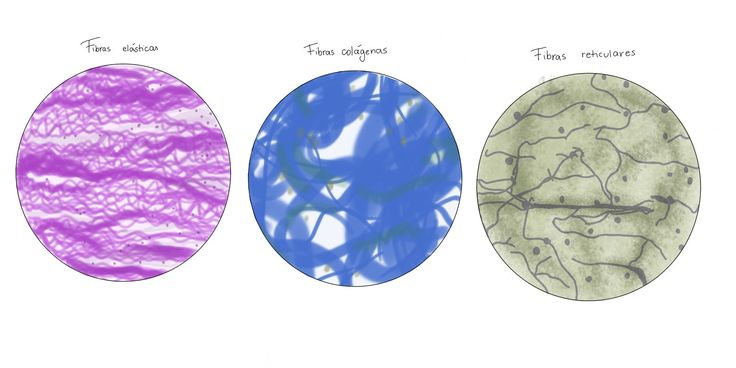 Fibras elásticas
Fibras colágenas
Fibras reticulares